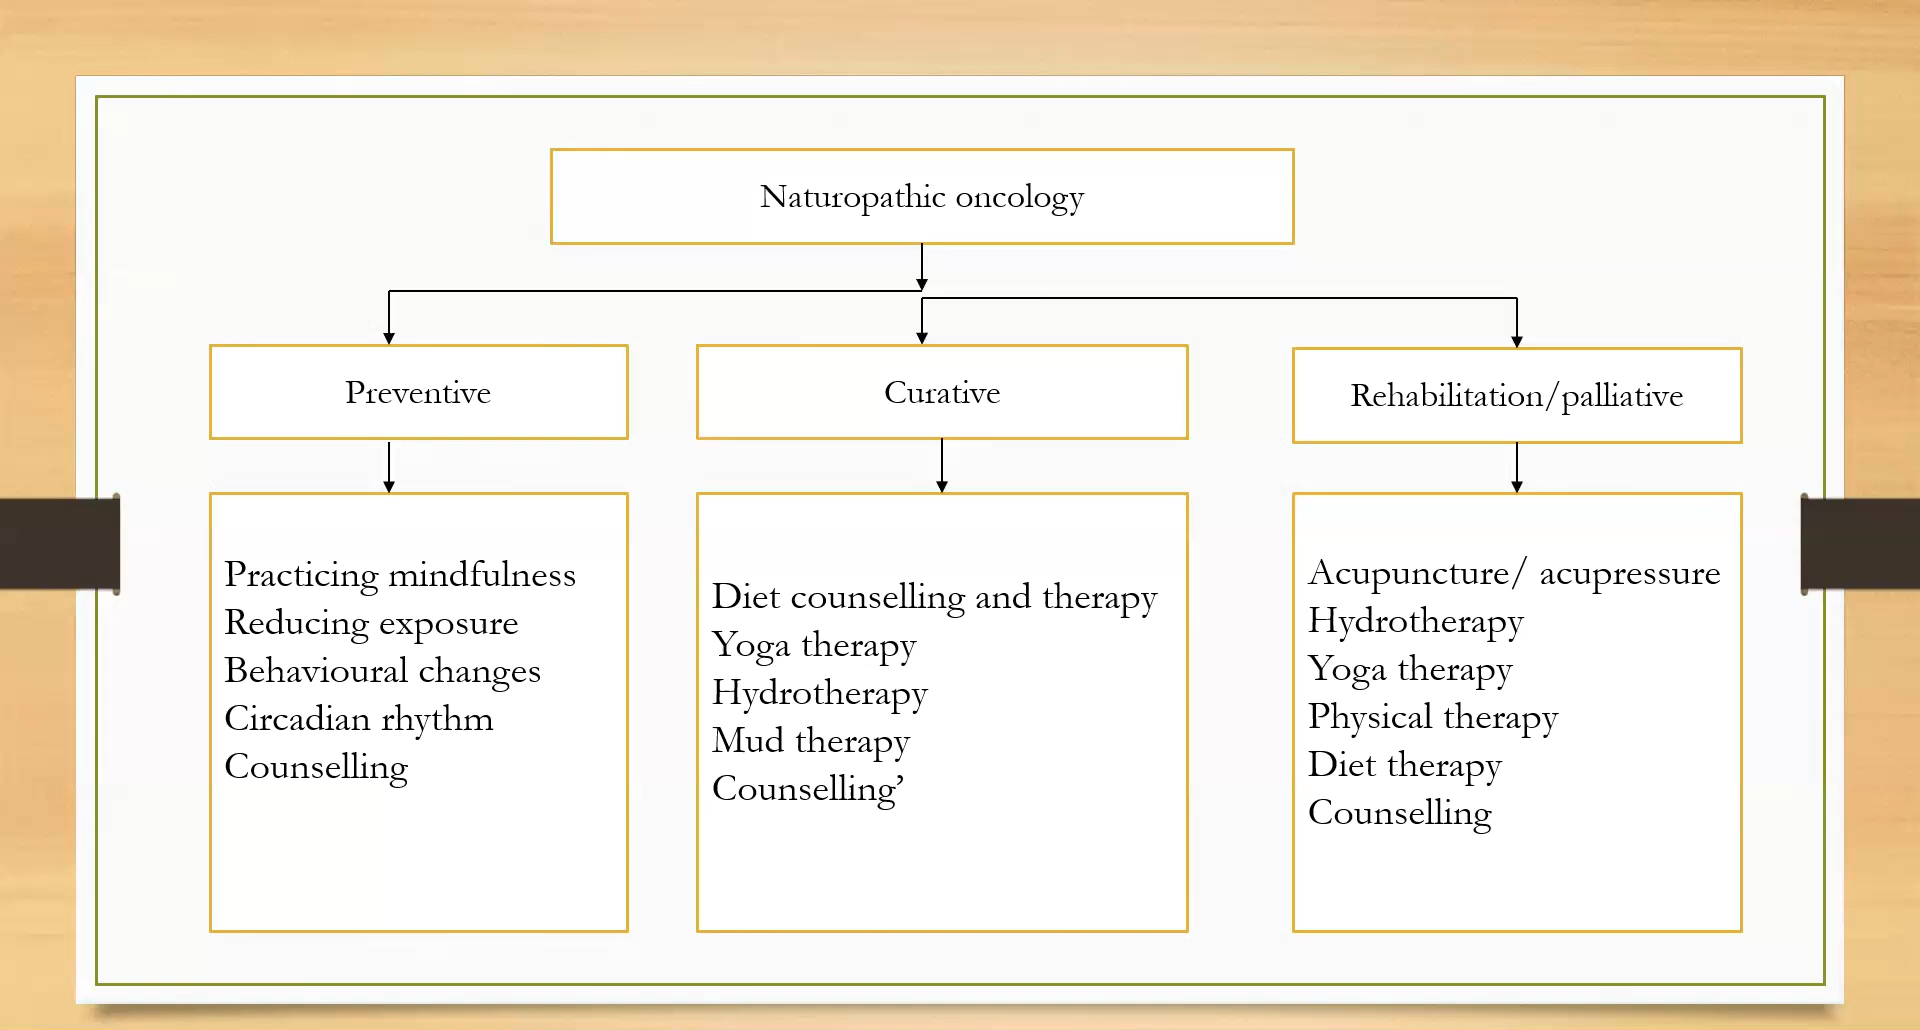 Naturopathic oncology
Preventive
Curative
Rehabilitation/palliative
Practicing mindfulness
Reducing exposure
Behavioural changes
Circadian rhythm
Counselling
Diet counselling and therapy
Yoga therapy
Hydrotherapy
Mud therapy
Counselling’
Acupuncture/ acupressure
Hydrotherapy
Yoga therapy
Physical therapy
Diet therapy
Counselling